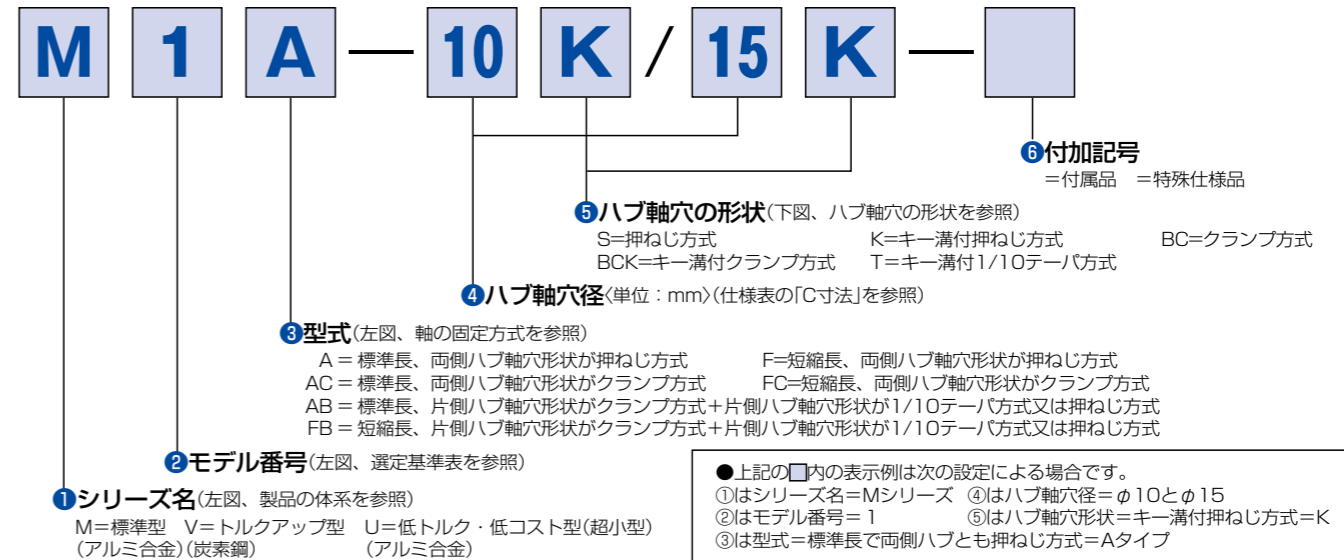 M 1 A — 10 K / 15 K —
❻付加記号
=付属品 =特殊仕様品
❺ハブ軸穴の形状(下図、ハブ軸穴の形状を参照)
S=押ねじ方式 K=キー溝付押ねじ方式 BC=クランプ方式
BCK=キー溝付クランプ方式 T=キー溝付1/10テーパ方式
❹ハブ軸穴径〈単位：mm〉(仕様表の「C寸法」を参照)
❸型式(左図、軸の固定方式を参照)
A = 標準長、両側ハブ軸穴形状が押ねじ方式 F=短縮長、両側ハブ軸穴形状が押ねじ方式
AC = 標準長、両側ハブ軸穴形状がクランプ方式 FC=短縮長、両側ハブ軸穴形状がクランプ方式
AB = 標準長、片側ハブ軸穴形状がクランプ方式+片側ハブ軸穴形状が1/10テーパ方式又は押ねじ方式
FB = 短縮長、片側ハブ軸穴形状がクランプ方式+片側ハブ軸穴形状が1/10テーパ方式又は押ねじ方式
❷モデル番号(左図、選定基準表を参照)
❶シリーズ名(左図、製品の体系を参照)
M=標準型 V=トルクアップ型 U=低トルク・低コスト型(超小型)
(アルミ合金)(炭素鋼) (アルミ合金)
●上記の□内の表示例は次の設定による場合です。
①はシリーズ名=Mシリーズ ④はハブ軸穴径=φ10とφ15
②はモデル番号=1 ⑤はハブ軸穴形状=キー溝付押ねじ方式=K
③は型式=標準長で両側ハブとも押ねじ方式=Aタイプ